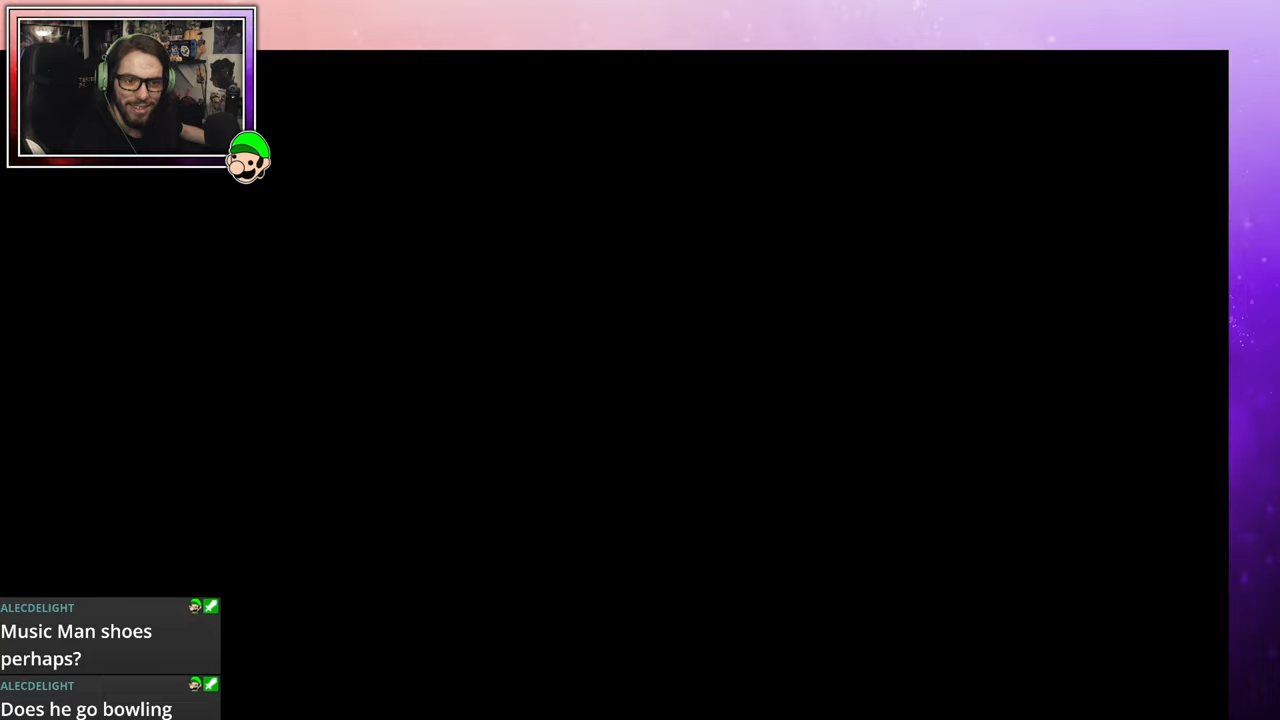 ALECDELIGHT
Music Man shoes
perhaps?
ALECDELIGHT
Does he go bowling